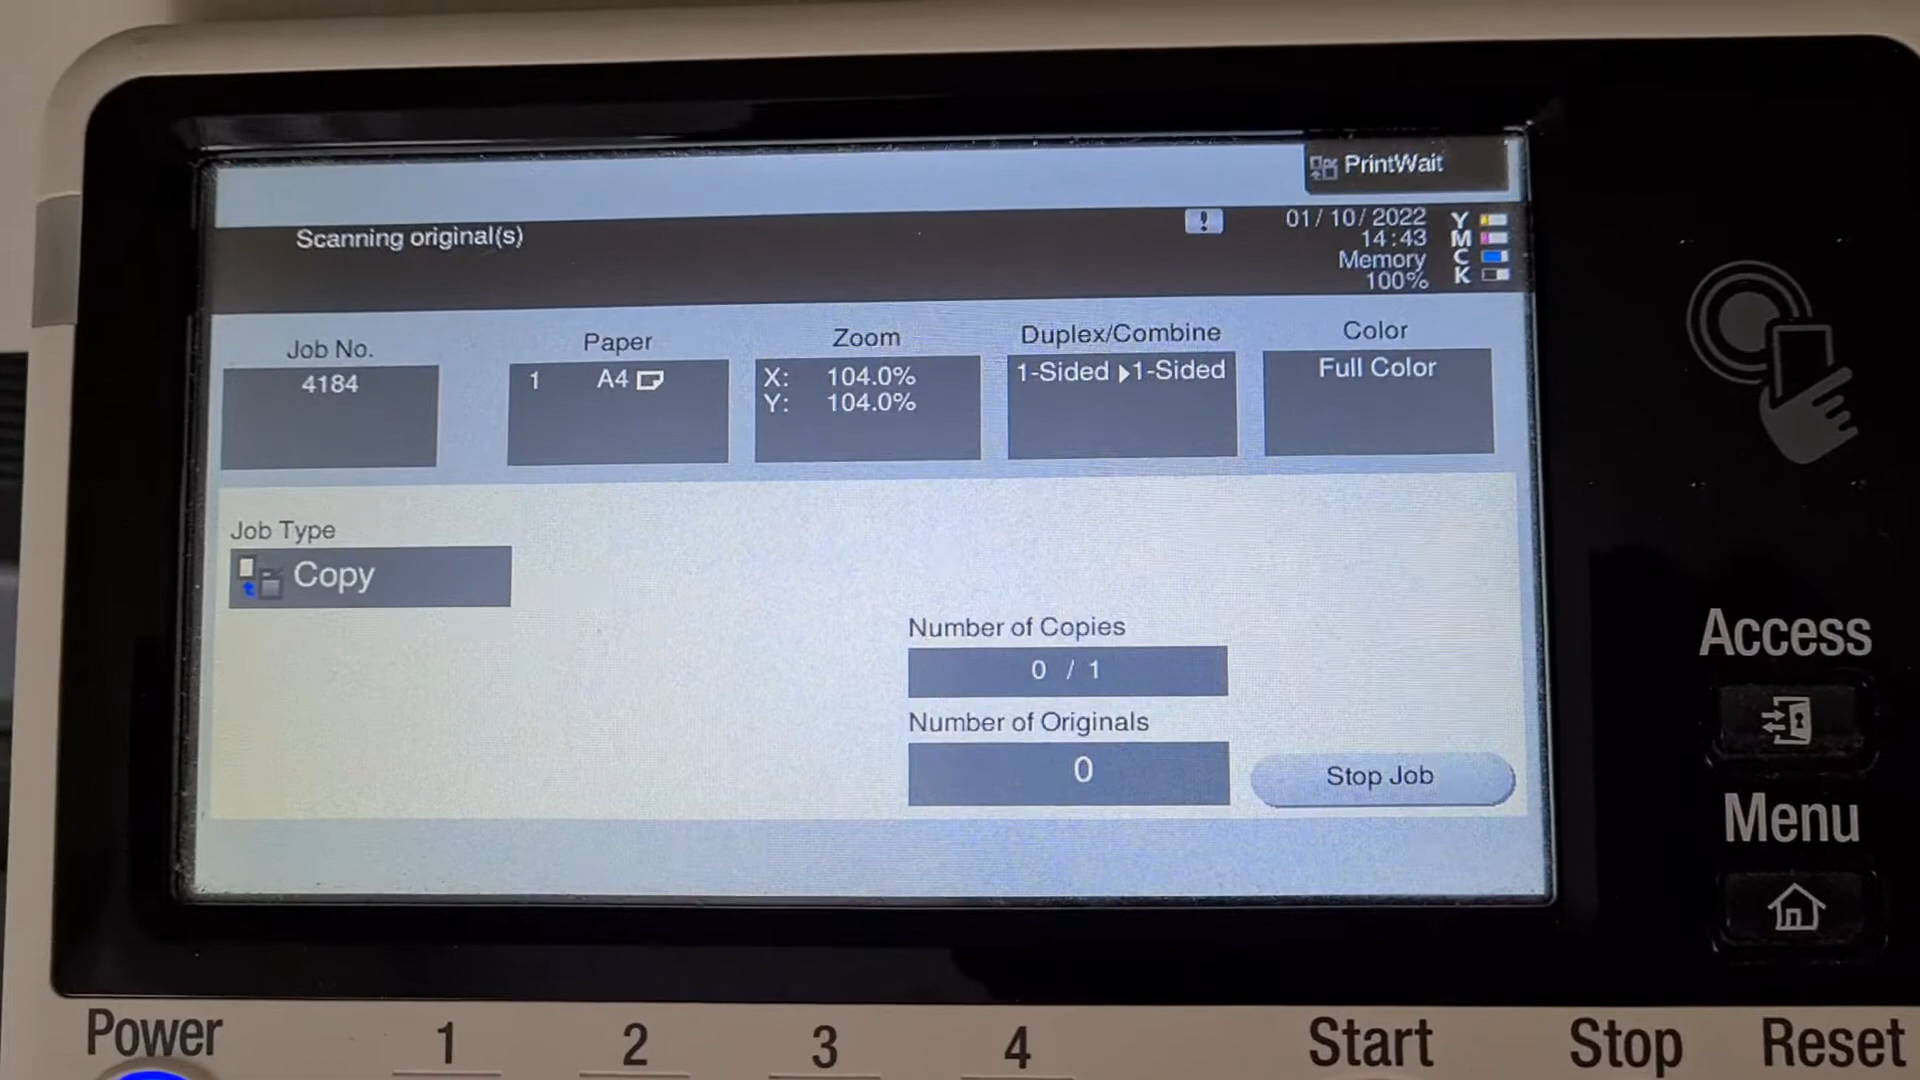 PrintWait
Scanning original(s)
!
01/10/2022
14:43
Memory
100%
Y
M
C
K
Job No.
4184
Paper
1 A4
Zoom
X: 104.0%
Y: 104.0%
Duplex/Combine
1-Sided ▶1-Sided
Color
Full Color
Job Type
Copy
Number of Copies
0 / 1
Number of Originals
0
Stop Job
Access
Menu
Power
1
2
3
4
Start
Stop
Reset